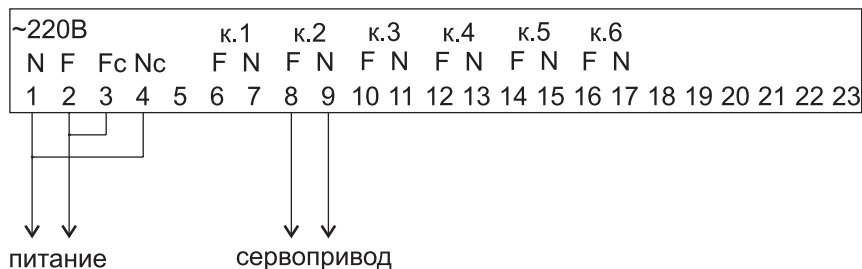 ~220В
к.1 к.2 к.3 к.4 к.5 к.6
N F Fc Nc F N F N F N F N F N F N
1 2 3 4 5 6 7 8 9 10 11 12 13 14 15 16 17 18 19 20 21 22 23
питание сервопривод